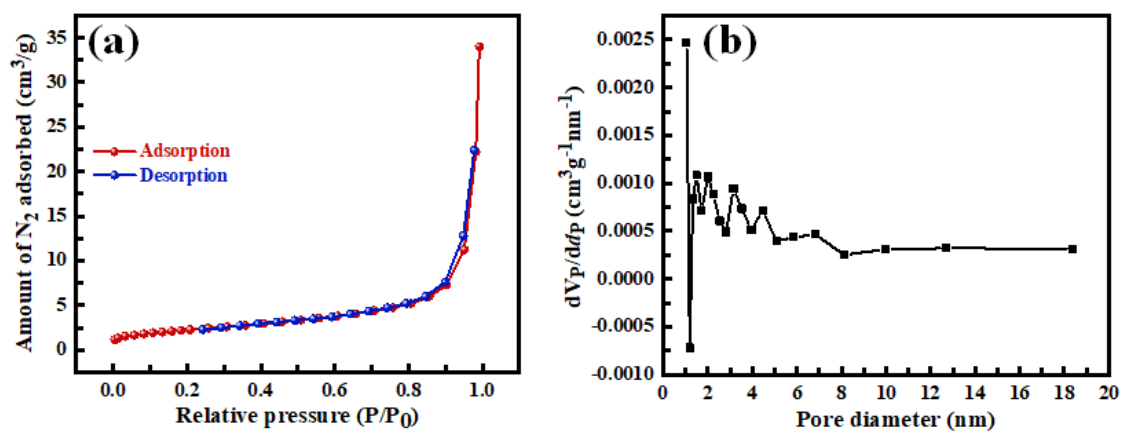 (a)
Amount of N₂ adsorbed (cm³/g)
35
30
25
20
15
10
5
0
Adsorption
Desorption
0.0 0.2 0.4 0.6 0.8 1.0
Relative pressure (P/P₀)
(b)
dVp/ddp (cm³g⁻¹nm⁻¹)
0.0025
0.0020
0.0015
0.0010
0.0005
0.0000
-0.0005
-0.0010
0 2 4 6 8 10 12 14 16 18 20
Pore diameter (nm)